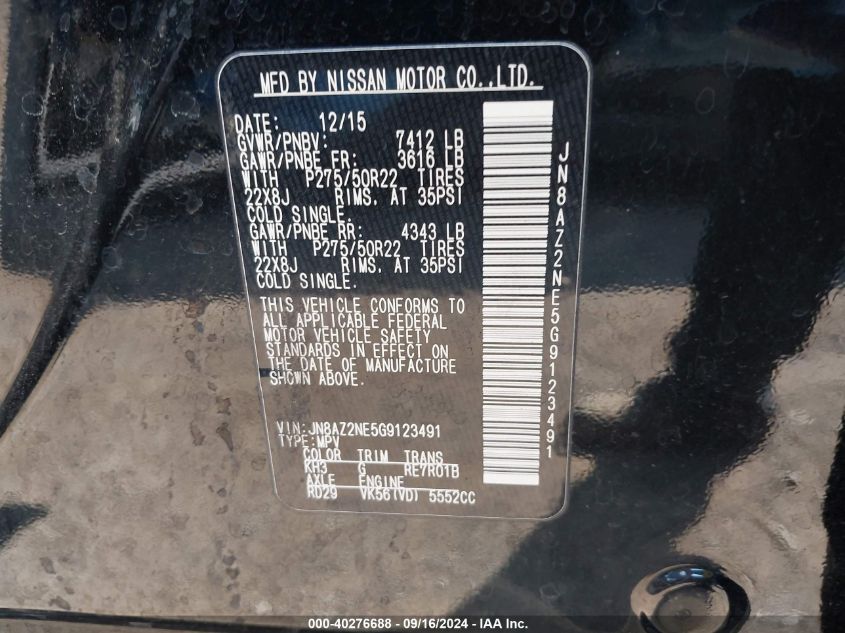 MFD BY NISSAN MOTOR CO.,LTD.
DATE: 12/15
GVWR/PNBV: 7412 LB
GAWR/PNBE FR: 3616 LB
WITH P275/50R22 TIRES
22X8J RIMS. AT 35PSI
COLD SINGLE.
GAWR/PNBE RR: 4343 LB
WITH P275/50R22 TIRES
22X8J RIMS. AT 35PSI
COLD SINGLE.
THIS VEHICLE CONFORMS TO
ALL APPLICABLE FEDERAL
MOTOR VEHICLE SAFETY
STANDARDS IN EFFECT ON
THE DATE OF MANUFACTURE
SHOWN ABOVE.
VIN:JN8AZ2NE5G9123491
TYPE:MPV
COLOR TRIM TRANS
KH3 G RE7R01B
AXLE ENGINE
RD29 VK56(VD) 5552CC
JN8AZ2NE5G9123491
000-40276688 - 09/16/2024 - IAA Inc.